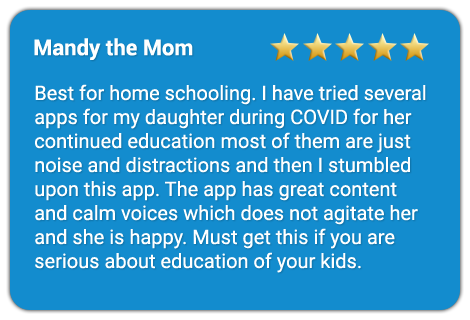 Mandy the Mom
Best for home schooling. I have tried several
apps for my daughter during COVID for her
continued education most of them are just
noise and distractions and then I stumbled
upon this app. The app has great content
and calm voices which does not agitate her
and she is happy. Must get this if you are
serious about education of your kids.